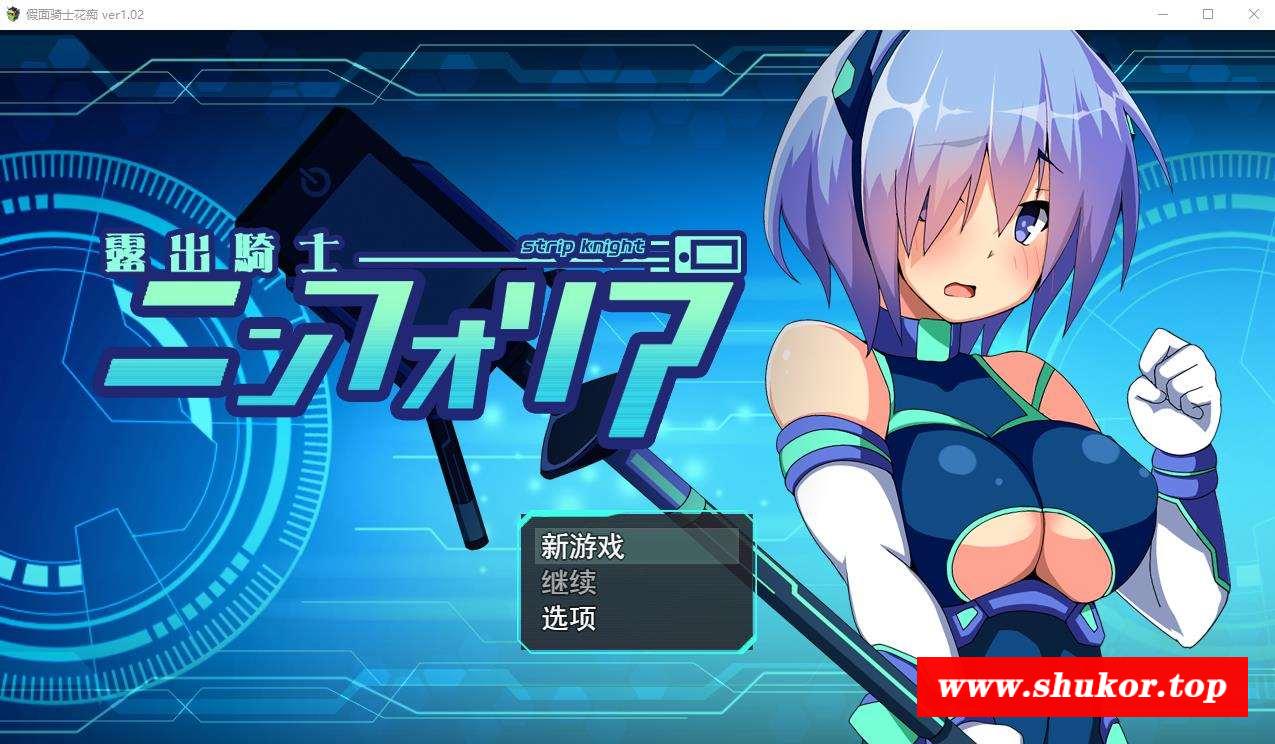 假面骑士花痴 ver1.02
露出騎士
strip knight
ニンフォリア
新游戏
继续
选项
www.shukor.top